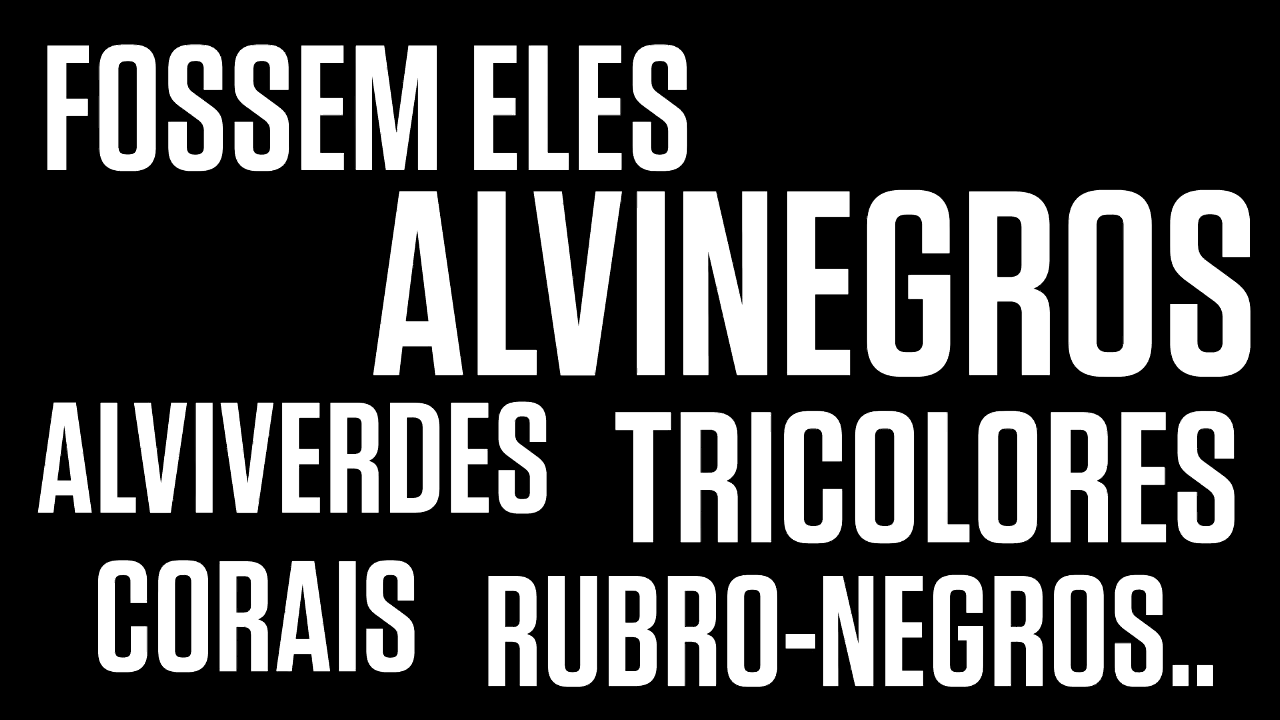 FOSSEM ELES
ALVINEGROS
ALVIVERDES TRICOLORES
CORAIS RUBRO-NEGROS..